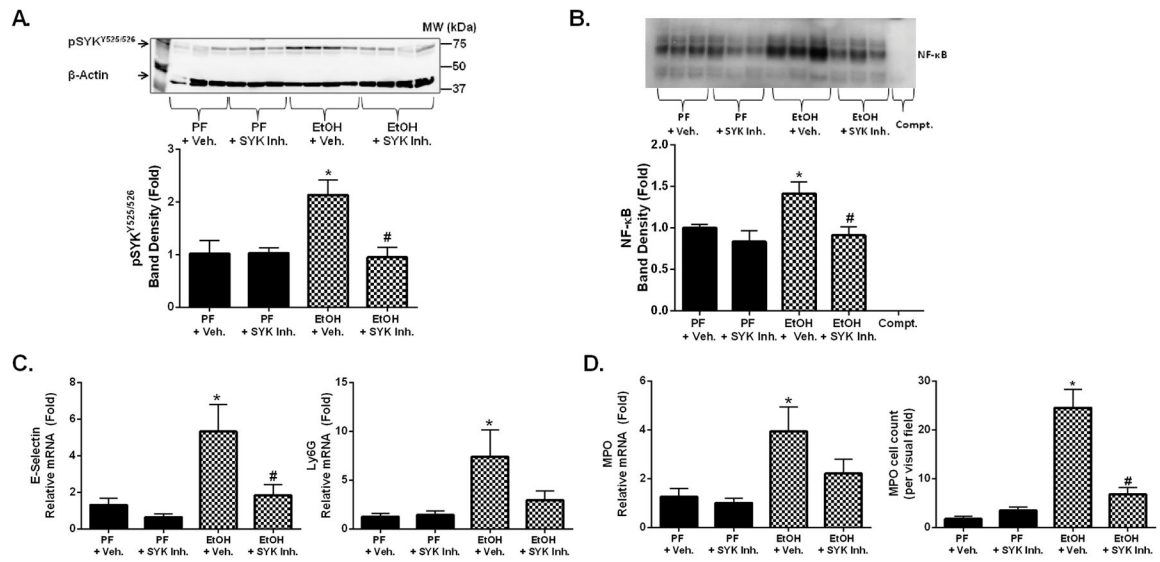 A.
MW (kDa)
pSYK^Y525/526
75
50
β-Actin
37
PF
+ Veh.
PF
+ SYK Inh.
EtOH
+ Veh.
EtOH
+ SYK Inh.
pSYK^Y525/526
Band Density (Fold)
3
2
1
0
*
#
PF
+ Veh.
PF
+ SYK Inh.
EtOH
+ Veh.
EtOH
+ SYK Inh.
B.
NF-κB
PF
+ Veh.
PF
+ SYK Inh.
EtOH
+ Veh.
EtOH
+ SYK Inh.
Compt.
NF-κB
Band Density (Fold)
2.0
1.5
1.0
0.5
0.0
*
#
PF
+ Veh.
PF
+ SYK Inh.
EtOH
+ Veh.
EtOH
+ SYK Inh.
Compt.
C.
E-Selectin
Relative mRNA (Fold)
8
6
4
2
0
*
#
PF
+ Veh.
PF
+ SYK Inh.
EtOH
+ Veh.
EtOH
+ SYK Inh.
Ly6G
Relative mRNA (Fold)
15
10
5
0
*
PF
+ Veh.
PF
+ SYK Inh.
EtOH
+ Veh.
EtOH
+ SYK Inh.
D.
MPO
Relative mRNA (Fold)
6
4
2
0
*
PF
+ Veh.
PF
+ SYK Inh.
EtOH
+ Veh.
EtOH
+ SYK Inh.
MPO cell count
(per visual field)
30
20
10
0
*
#
PF
+ Veh.
PF
+ SYK Inh.
EtOH
+ Veh.
EtOH
+ SYK Inh.